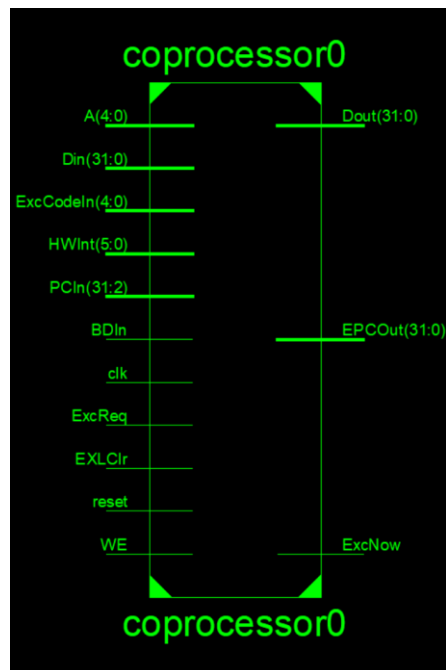 coprocessor0
A(4:0)
Dout(31:0)
Din(31:0)
ExcCodeIn(4:0)
HWInt(5:0)
PCIn(31:2)
BDIn
EPCOut(31:0)
clk
ExcReq
EXLClr
reset
WE
ExcNow
coprocessor0